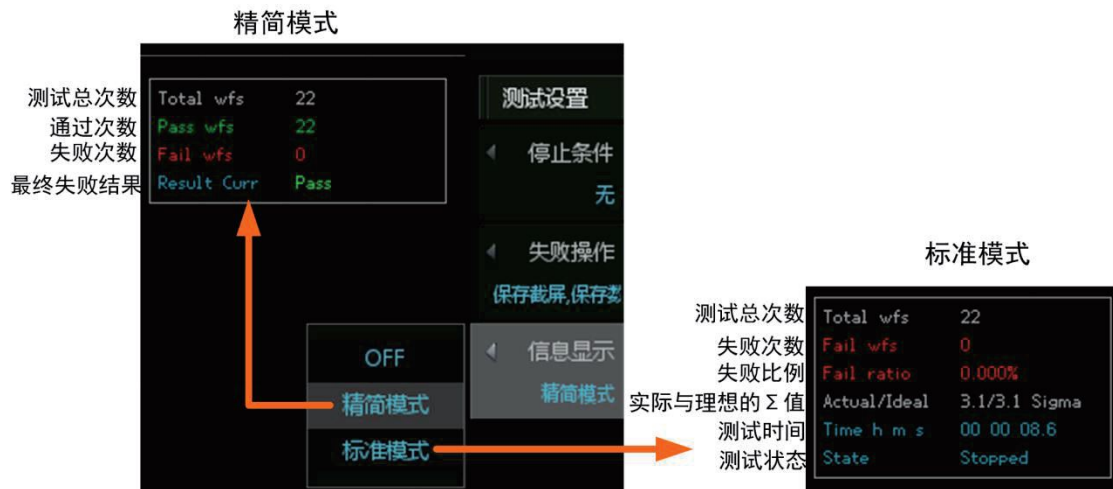 精简模式
测试总次数 Total wfs 22
通过次数 Pass wfs 22
失败次数 Fail wfs 0
最终失败结果 Result Curr Pass
测试设置
停止条件
无
失败操作
保存截屏,保存
信息显示
精简模式
OFF
精简模式
标准模式
标准模式
测试总次数 Total wfs 22
失败次数 Fail wfs 0
失败比例 Fail ratio 0.000%
实际与理想的Σ值 Actual/Ideal 3.1/3.1 Sigma
测试时间 Time h m s 00 00 08.6
测试状态 State Stopped